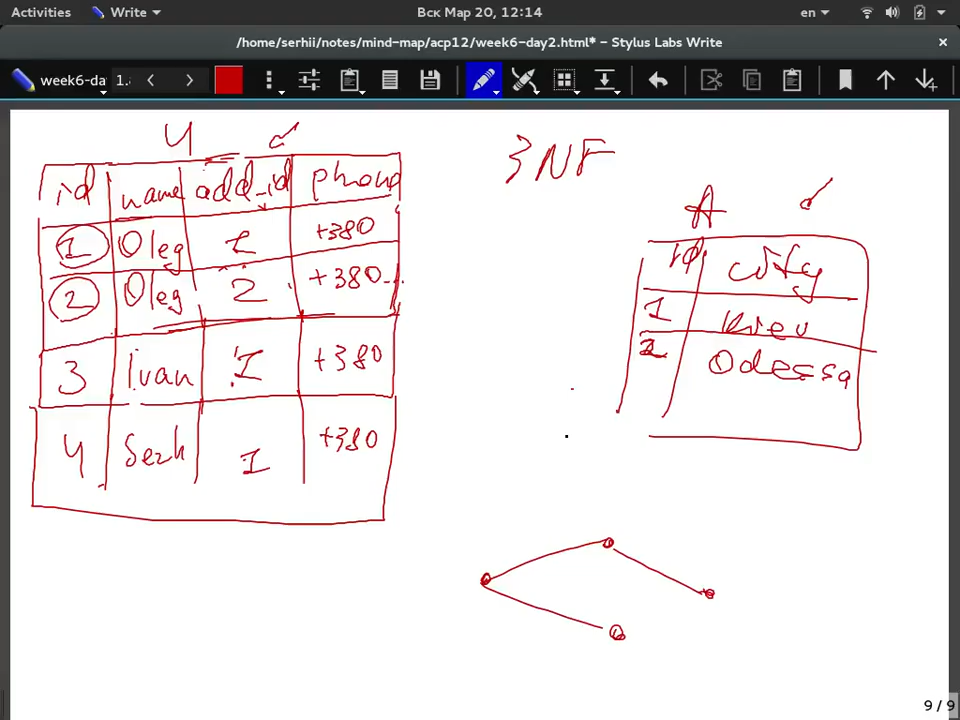 Activities Write Вск Мар 20, 12:14 en
/home/serhii/notes/mind-map/acp12/week6-day2.html* – Stylus Labs Write
week6-da 1.
3NF
id name add_id phone
1 Oleg 1 +380
2 Oleg 2 +380
3 Ivan 1 +380
4 Serh 1 +380
A
id city
1 Kiev
2 Odessa
9 / 9